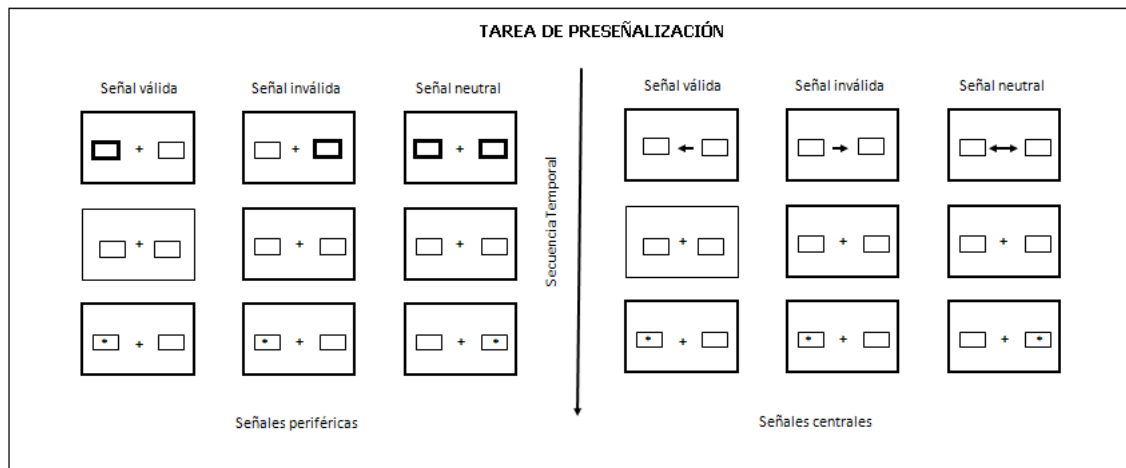 TAREA DE PRESEÑALIZACIÓN
Señal válida
Señal inválida
Señal neutral
Señal válida
Señal inválida
Señal neutral
+
+
+
+
+
+
+
+
+
* +
* +
+ *
* +
* +
+ *
Secuencia Temporal
Señales periféricas
Señales centrales